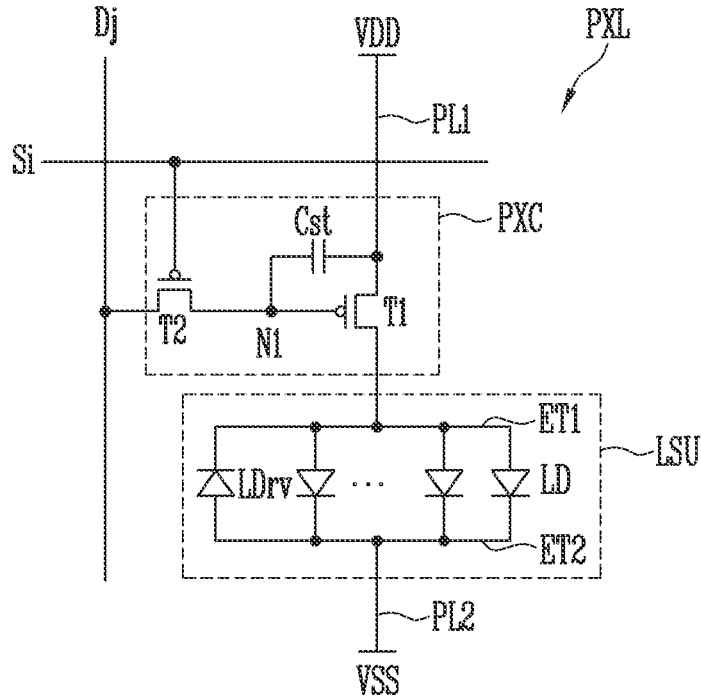 Dj
VDD
PXL
PL1
Si
PXC
Cst
T1
T2
N1
ET1
LSU
LDrv
...
LD
ET2
PL2
VSS